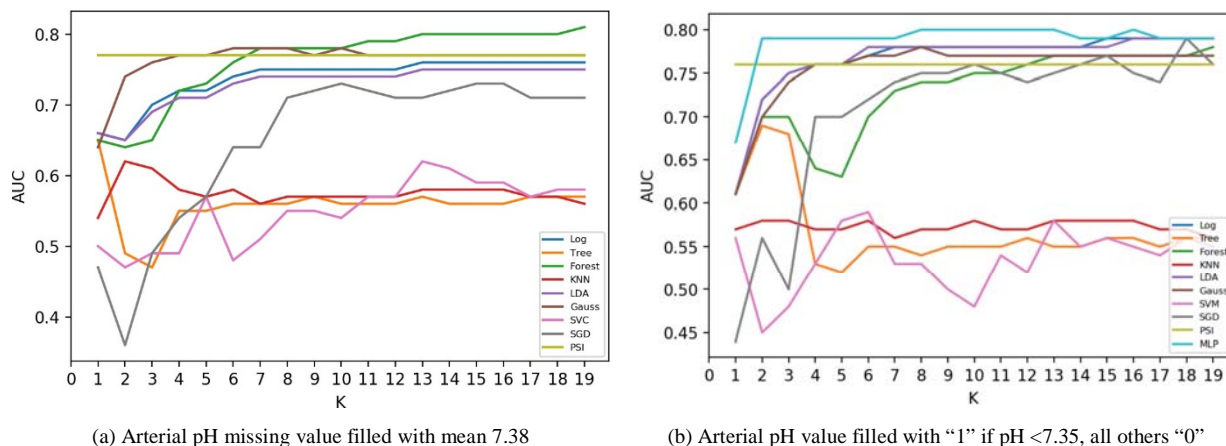 0.8
0.7
0.6
0.5
0.4
AUC
0 1 2 3 4 5 6 7 8 9 10 11 12 13 14 15 16 17 18 19
K
Log
Tree
Forest
KNN
LDA
Gauss
SVC
SGD
PSI
(a) Arterial pH missing value filled with mean 7.38
0.80
0.75
0.70
0.65
0.60
0.55
0.50
0.45
AUC
0 1 2 3 4 5 6 7 8 9 10 11 12 13 14 15 16 17 18 19
K
Log
Tree
Forest
KNN
LDA
Gauss
SVM
SGD
PSI
MLP
(b) Arterial pH value filled with “1” if pH <7.35, all others “0”